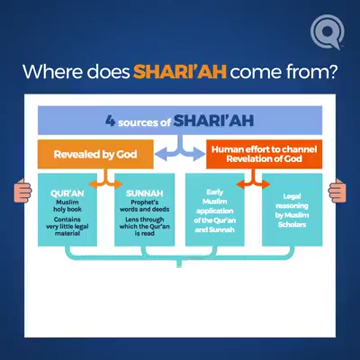 Where does SHARI'AH come from?
4 sources of SHARI'AH
Revealed by God
Human effort to channel
Revelation of God
QUR'AN
Muslim
holy book
Contains
very little legal
material
SUNNAH
Prophet's
words and deeds
Lens through
which the Qur'an
is read
Early
Muslim
application
of the Qur'an
and Sunnah
Legal
reasoning
by Muslim
Scholars